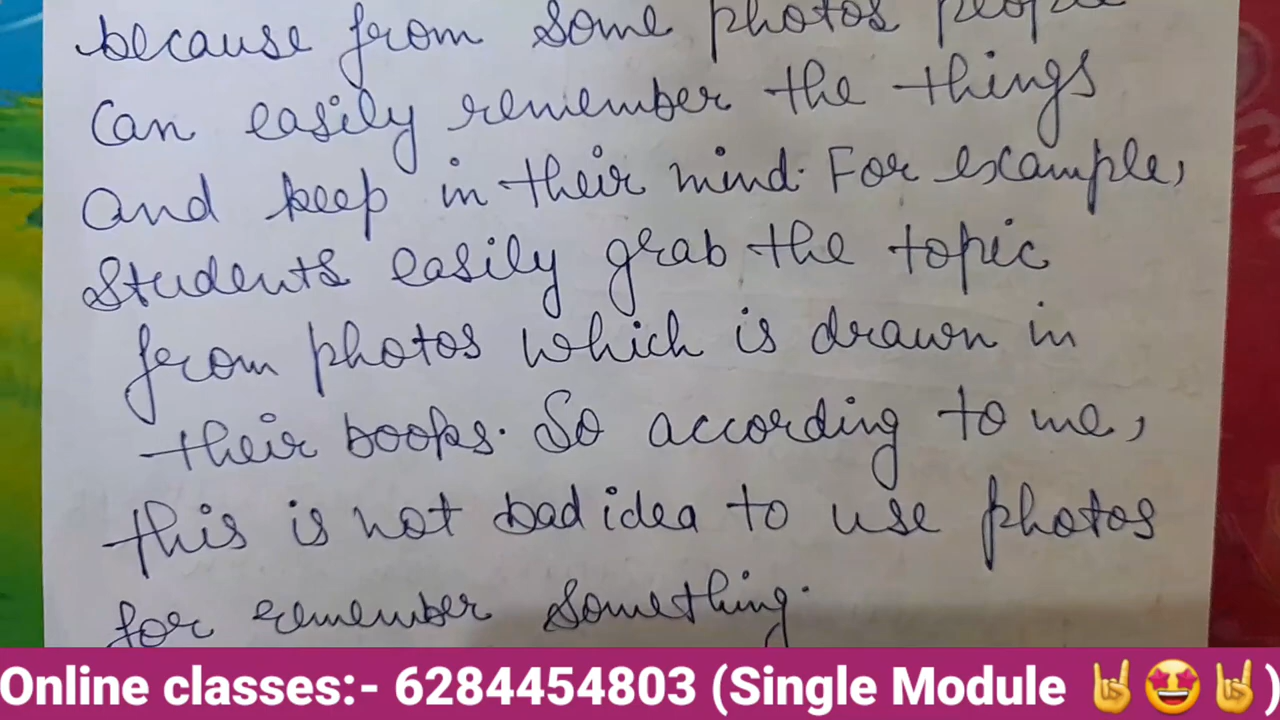 because from some photos people
can easily remember the things
and keep in their mind. For example,
students easily grab the topic
from photos which is drawn in
their books. So according to me,
this is not bad idea to use photos
for remember something.
Online classes:- 6284454803 (Single Module 🤘🤩🤘)